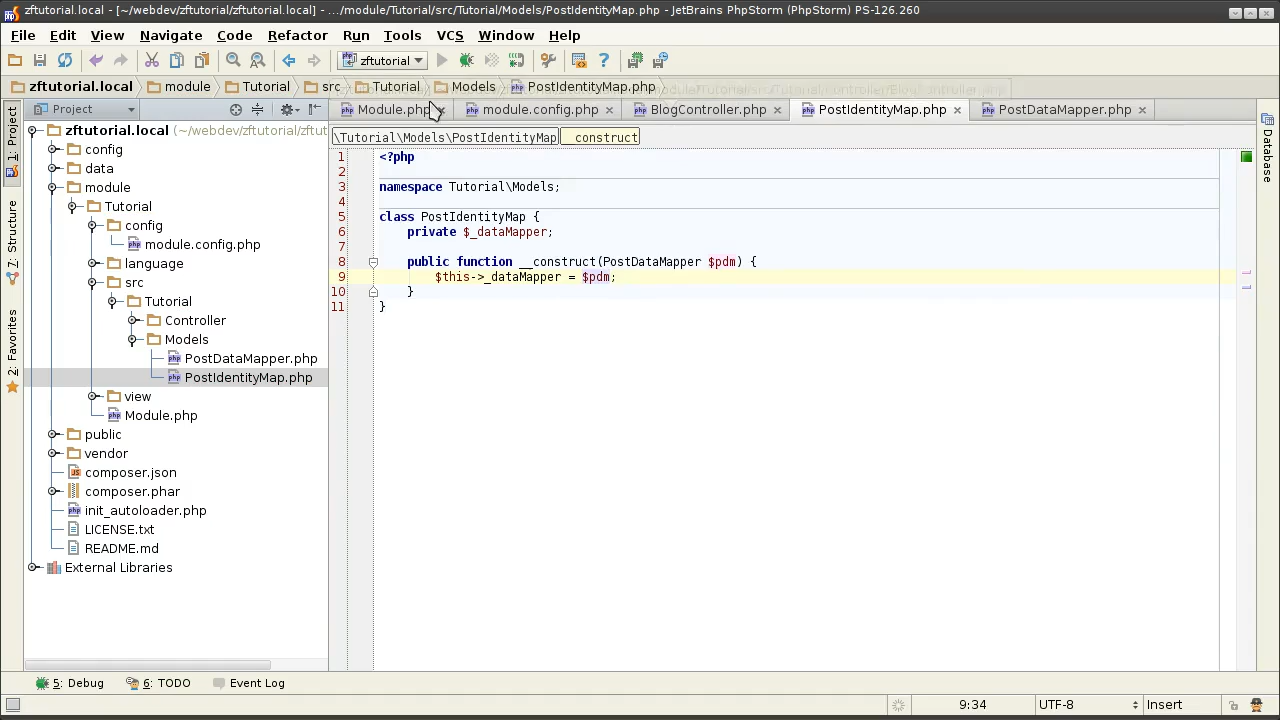 zftutorial.local - [~/webdev/zftutorial/zftutorial.local] - .../module/Tutorial/src/Tutorial/Models/PostIdentityMap.php - JetBrains PhpStorm (PhpStorm) PS-126.260
File Edit View Navigate Code Refactor Run Tools VCS Window Help
zftutorial
zftutorial.local module Tutorial src Tutorial Models PostIdentityMap.php
Project
Module.php module.config.php BlogController.php PostIdentityMap.php PostDataMapper.php
\Tutorial\Models\PostIdentityMap __construct
1: Project
7: Structure
2: Favorites
Database
zftutorial.local (~/webdev/zftutorial/zftut
config
data
module
Tutorial
config
module.config.php
language
src
Tutorial
Controller
Models
PostDataMapper.php
PostIdentityMap.php
view
Module.php
public
vendor
composer.json
composer.phar
init_autoloader.php
LICENSE.txt
README.md
External Libraries
1 <?php
2
3 namespace Tutorial\Models;
4
5 class PostIdentityMap {
6 private $_dataMapper;
7
8 public function __construct(PostDataMapper $pdm) {
9 $this->_dataMapper = $pdm;
10 }
11 }
5: Debug 6: TODO Event Log
9:34 UTF-8 Insert